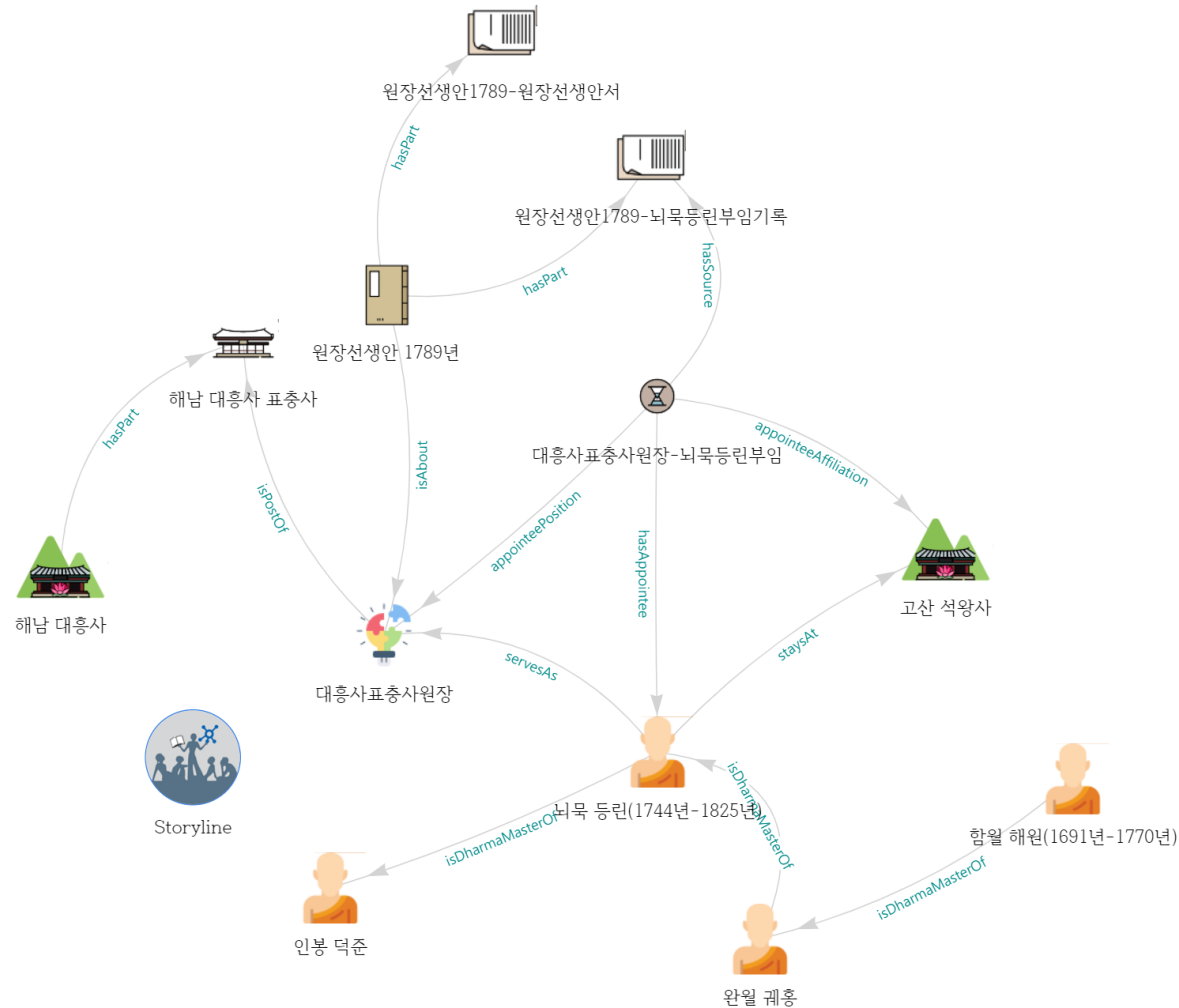 원장선생안1789-원장선생안서
hasPart
원장선생안1789-뇌묵등린부임기록
hasPart
hasSource
원장선생안 1789년
해남 대흥사 표충사
hasPart
isAbout
대흥사표충사원장-뇌묵등린부임
appointeeAffiliation
isPostOf
appointeePosition
hasAppointee
고산 석왕사
해남 대흥사
staysAt
servesAs
대흥사표충사원장
isDharmaMasterOf
뇌묵 등린(1744년-1825년)
Storyline
isDharmaMasterOf
함월 해원(1691년-1770년)
isDharmaMasterOf
인봉 덕준
완월 궤홍